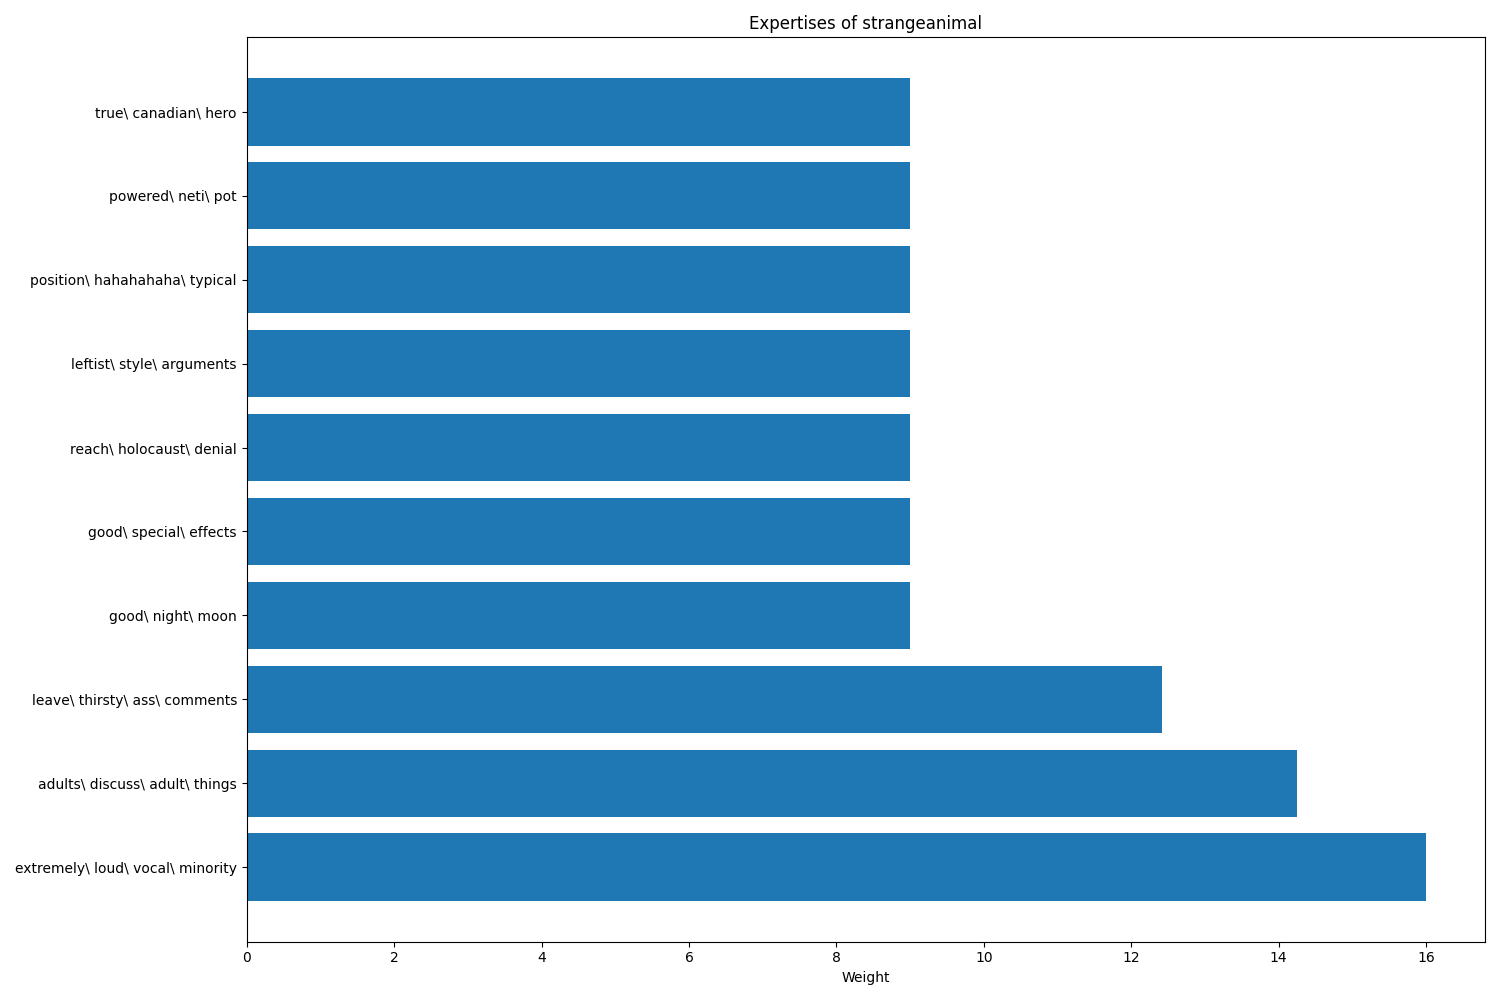 Expertises of strangeanimal
true\ canadian\ hero
powered\ neti\ pot
position\ hahahahaha\ typical
leftist\ style\ arguments
reach\ holocaust\ denial
good\ special\ effects
good\ night\ moon
leave\ thirsty\ ass\ comments
adults\ discuss\ adult\ things
extremely\ loud\ vocal\ minority
0 2 4 6 8 10 12 14 16
Weight